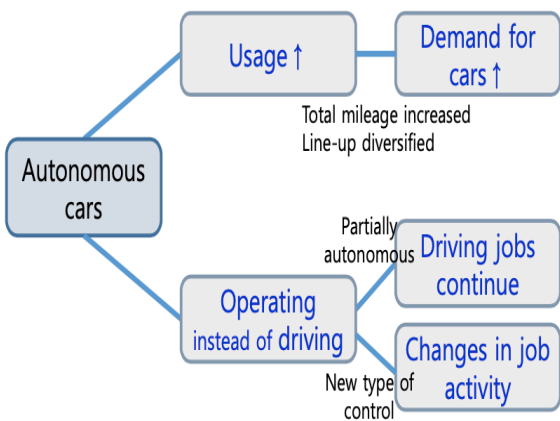 Autonomous
cars
Usage↑
Demand for
cars↑
Total mileage increased
Line-up diversified
Operating
instead of driving
Partially
autonomous
Driving jobs
continue
New type of
control
Changes in job
activity